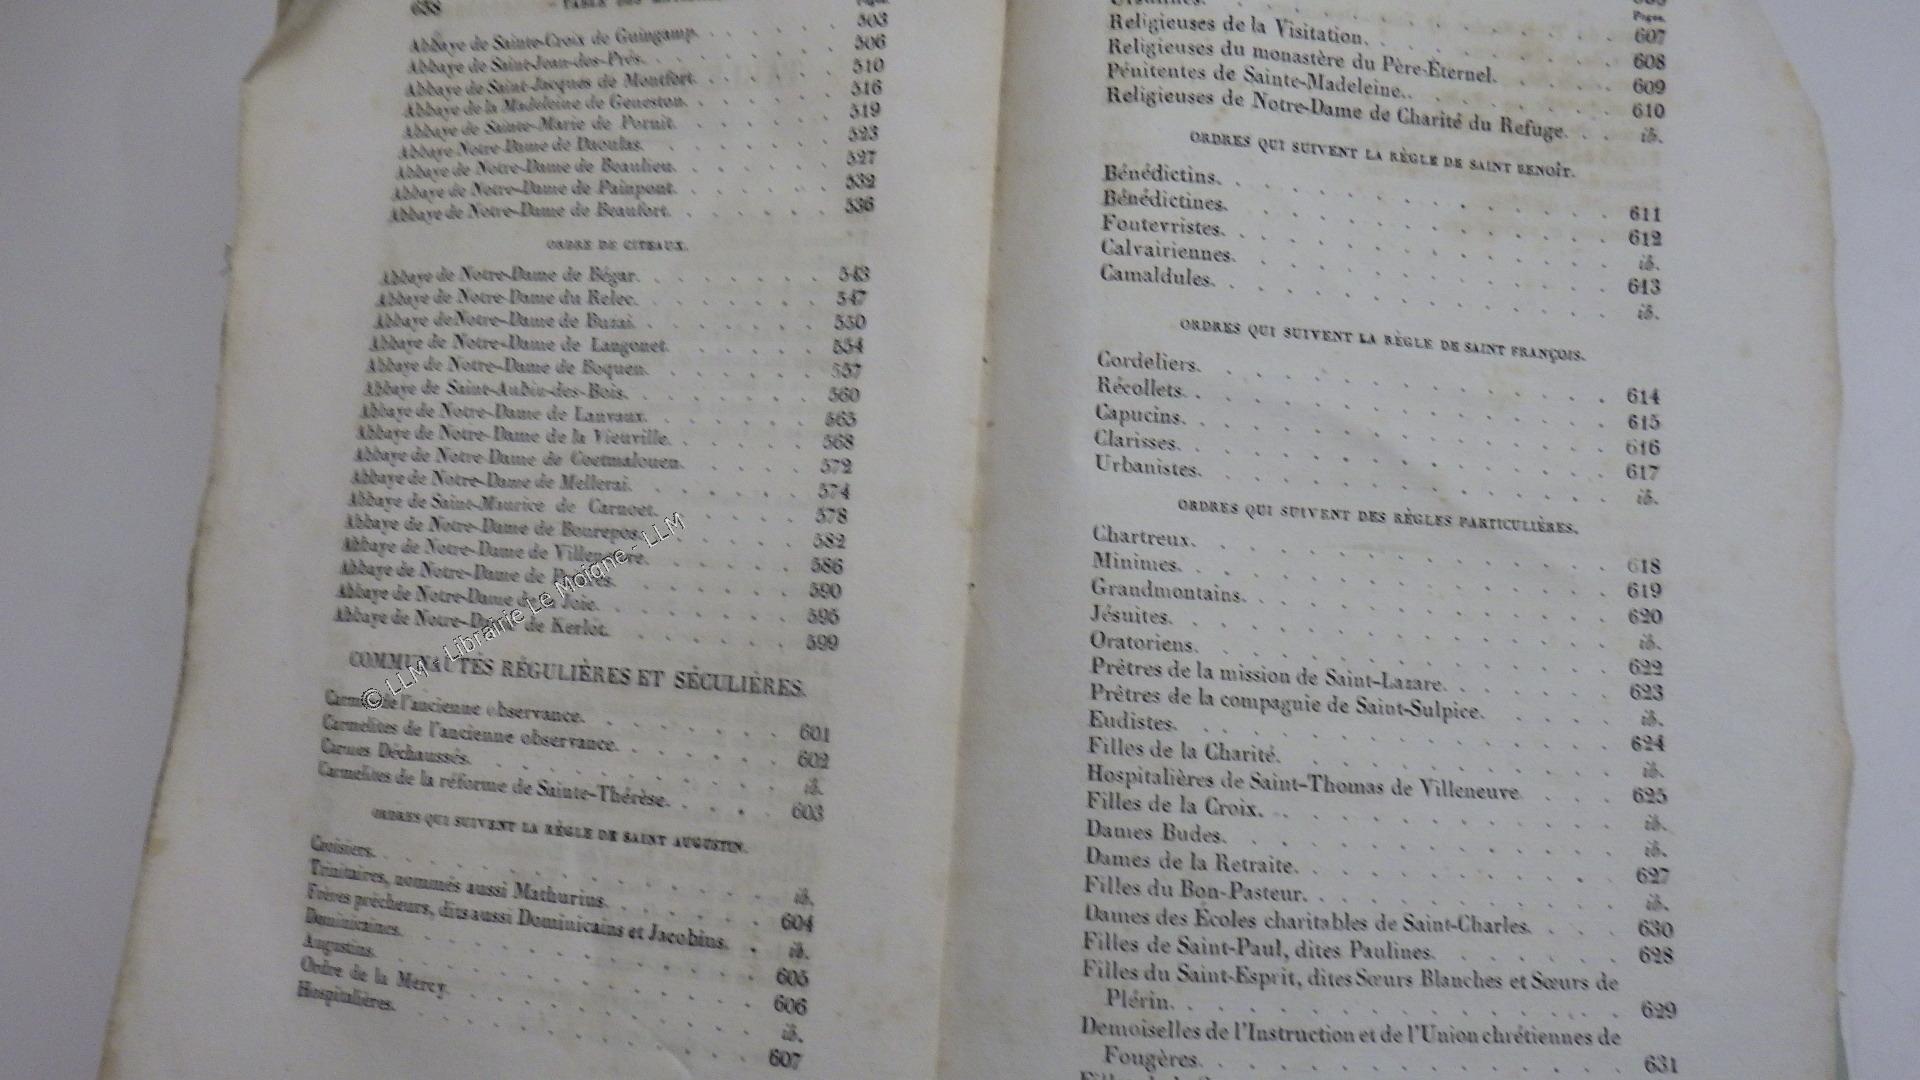 638
TABLE DES
Pages.
Abbaye de Sainte-Croix de Guingamp. 503
Abbaye de Saint-Jean-des-Prés. 506
Abbaye de Saint-Jacques de Montfort. 510
Abbaye de la Madeleine de Geneston. 516
Abbaye de Sainte-Marie de Pornit. 519
Abbaye Notre-Dame de Daoulas. 523
Abbaye de Notre-Dame de Beaulieu. 527
Abbaye de Notre-Dame de Painpont. 532
Abbaye de Notre-Dame de Beaufort. 536
ORDRE DE CITEAUX.
Abbaye de Notre-Dame de Bégar. 543
Abbaye de Notre-Dame du Relec. 547
Abbaye de Notre-Dame de Buzai. 550
Abbaye de Notre-Dame de Langonet. 554
Abbaye de Notre-Dame de Boquen. 557
Abbaye de Saint-Aubin-des-Bois. 560
Abbaye de Notre-Dame de Lanvaux. 565
Abbaye de Notre-Dame de la Vieuville. 568
Abbaye de Notre-Dame de Coetmalouen. 572
Abbaye de Notre-Dame de Mellerai. 574
Abbaye de Saint-Maurice de Carnoet. 578
Abbaye de Notre-Dame de Bourepos. 582
Abbaye de Notre-Dame de Villeneuve. 586
Abbaye de Notre-Dame de Prières. 590
Abbaye de Notre-Dame de la Joie. 595
Abbaye de Notre-Dame de Kerlot. 599
COMMUNAUTÉS RÉGULIÈRES ET SÉCULIÈRES.
Carmes de l'ancienne observance. 601
Carmelites de l'ancienne observance. 602
Carmes Déchaussés. ib.
Carmelites de la réforme de Sainte-Thérèse. 603
ORDRES QUI SUIVENT LA RÈGLE DE SAINT AUGUSTIN.
Croisiers. ib.
Trinitaires, nommés aussi Mathurins. 604
Frères prêcheurs, dits aussi Dominicains et Jacobins. ib.
Dominicaines. 605
Augustins. 606
Ordre de la Mercy. ib.
Hospitalières. 607
© LLM - Librairie Le Moigne - LLM
Ursulines.
Pages.
Religieuses de la Visitation. 607
Religieuses du monastère du Père-Éternel. 608
Pénitentes de Sainte-Madeleine. 609
Religieuses de Notre-Dame de Charité du Refuge. 610
ib.
ORDRES QUI SUIVENT LA RÈGLE DE SAINT BENOÎT.
Bénédictins. 611
Bénédictines. 612
Fontevristes. ib.
Calvairiennes. 613
Camaldules. ib.
ORDRES QUI SUIVENT LA RÈGLE DE SAINT FRANÇOIS.
Cordeliers. 614
Récollets. 615
Capucins. 616
Clarisses. 617
Urbanistes. ib.
ORDRES QUI SUIVENT DES RÈGLES PARTICULIÈRES.
Chartreux. 618
Minimes. 619
Grandmontains. 620
Jésuites. ib.
Oratoriens. 622
Prêtres de la mission de Saint-Lazare. 623
Prêtres de la compagnie de Saint-Sulpice. ib.
Eudistes. 624
Filles de la Charité. ib.
Hospitalières de Saint-Thomas de Villeneuve 625
Filles de la Croix. ib.
Dames Budes. ib.
Dames de la Retraite. 627
Filles du Bon-Pasteur. ib.
Dames des Écoles charitables de Saint-Charles. 630
Filles de Saint-Paul, dites Paulines. 628
Filles du Saint-Esprit, dites Sœurs Blanches et Sœurs de
Plérin. 629
Demoiselles de l'Instruction et de l'Union chrétiennes de
Fougères. 631